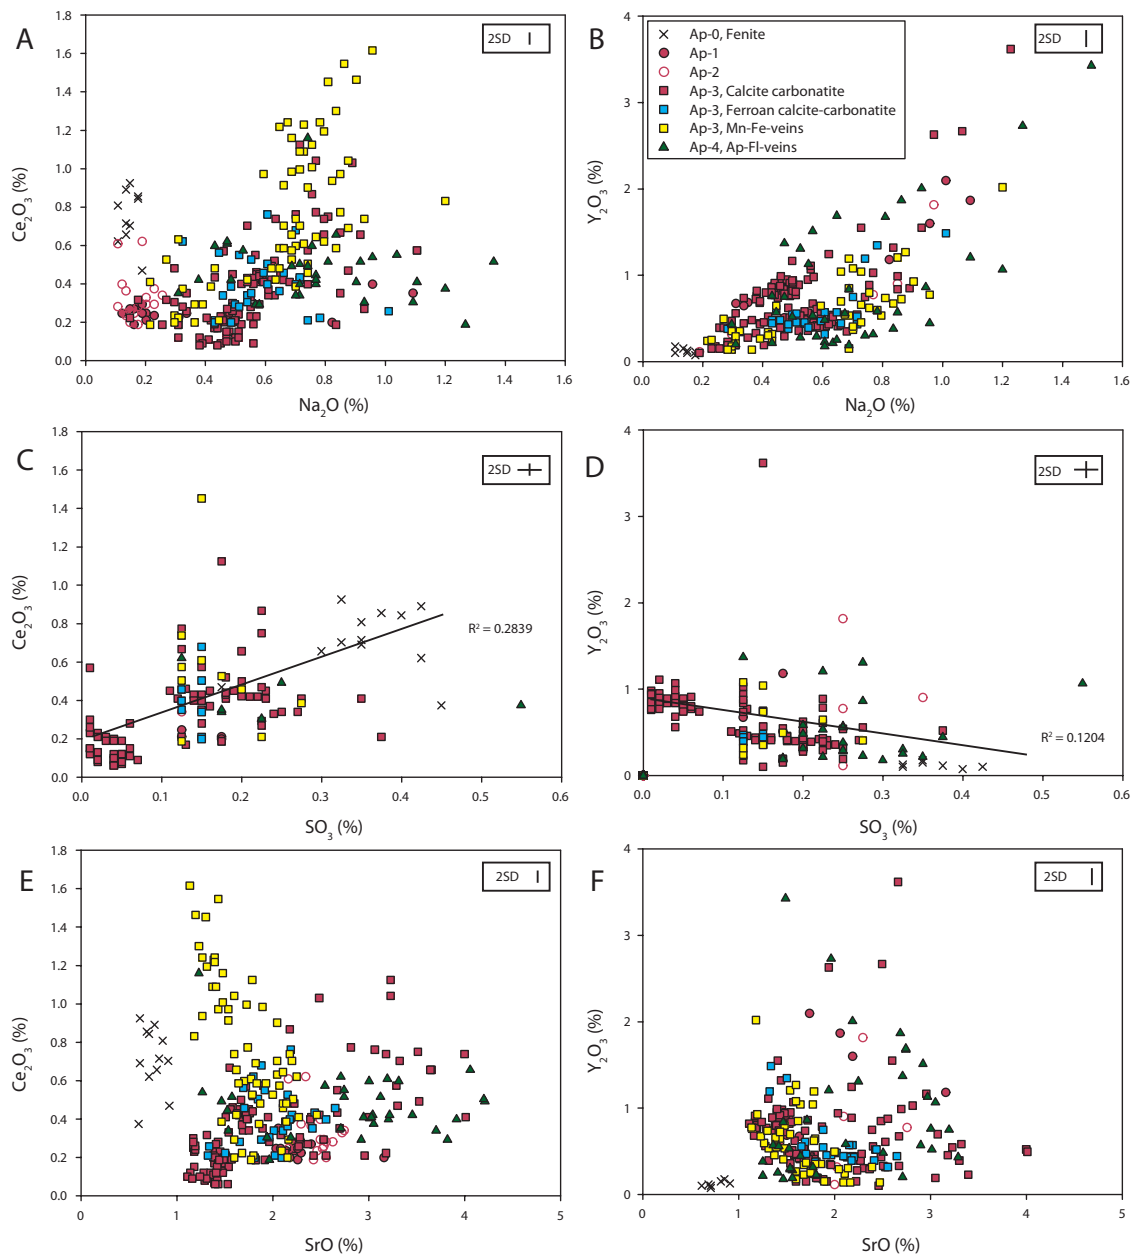 A
2SD
1.8
1.6
1.4
1.2
1.0
0.8
0.6
0.4
0.2
0.0
Ce2O3 (%)
0.0 0.2 0.4 0.6 0.8 1.0 1.2 1.4 1.6
Na2O (%)
B
2SD
Ap-0, Fenite
Ap-1
Ap-2
Ap-3, Calcite carbonatite
Ap-3, Ferroan calcite-carbonatite
Ap-3, Mn-Fe-veins
Ap-4, Ap-Fl-veins
4
3
2
1
0
Y2O3 (%)
0.0 0.2 0.4 0.6 0.8 1.0 1.2 1.4 1.6
Na2O (%)
C
2SD
1.8
1.6
1.4
1.2
1.0
0.8
0.6
0.4
0.2
0.0
Ce2O3 (%)
R² = 0.2839
0.0 0.1 0.2 0.3 0.4 0.5 0.6
SO3 (%)
D
2SD
4
3
2
1
0
Y2O3 (%)
R² = 0.1204
0.0 0.1 0.2 0.3 0.4 0.5 0.6
SO3 (%)
E
2SD
1.8
1.6
1.4
1.2
1.0
0.8
0.6
0.4
0.2
0.0
Ce2O3 (%)
0 1 2 3 4 5
SrO (%)
F
2SD
4
3
2
1
0
Y2O3 (%)
0 1 2 3 4 5
SrO (%)